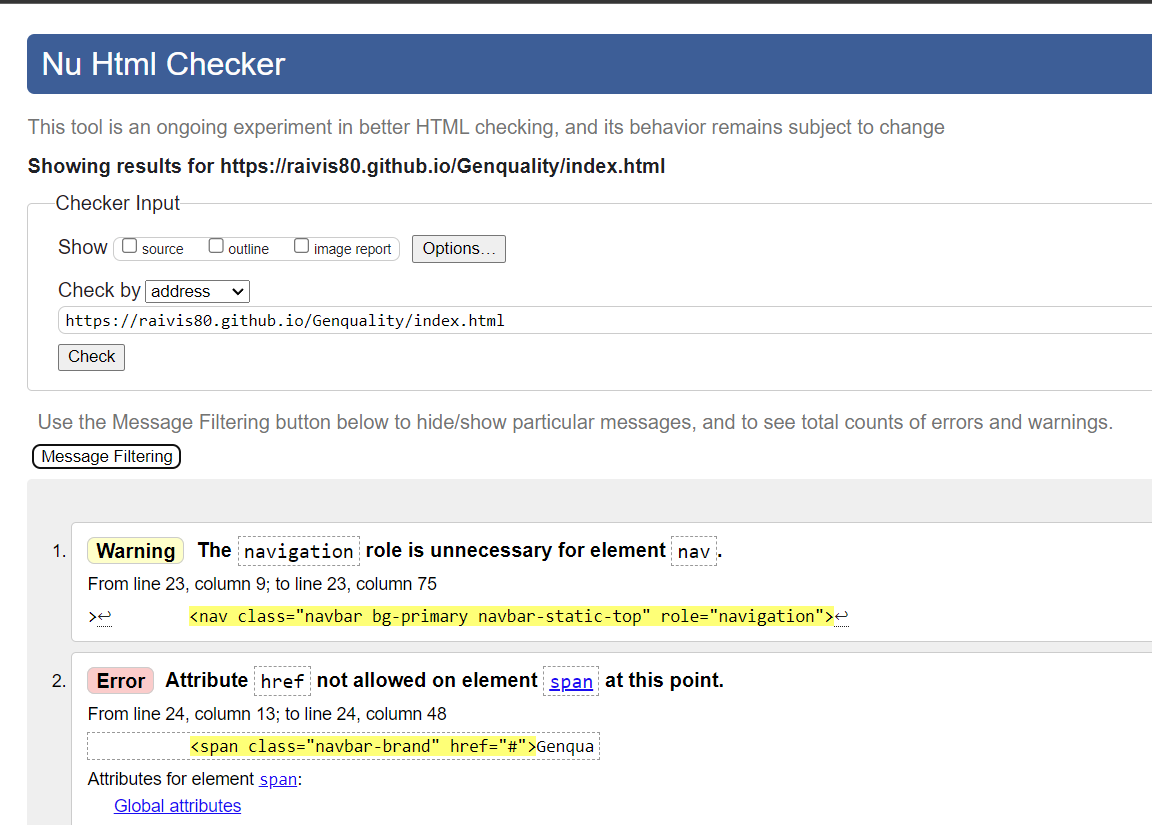 Nu Html Checker
This tool is an ongoing experiment in better HTML checking, and its behavior remains subject to change
Showing results for https://raivis80.github.io/Genquality/index.html
Checker Input
Show source outline image report Options...
Check by address
https://raivis80.github.io/Genquality/index.html
Check
Use the Message Filtering button below to hide/show particular messages, and to see total counts of errors and warnings.
Message Filtering
1. Warning The navigation role is unnecessary for element nav.
From line 23, column 9; to line 23, column 75
>↩ <nav class="navbar bg-primary navbar-static-top" role="navigation">↩
2. Error Attribute href not allowed on element span at this point.
From line 24, column 13; to line 24, column 48
<span class="navbar-brand" href="#">Genqua
Attributes for element span:
Global attributes